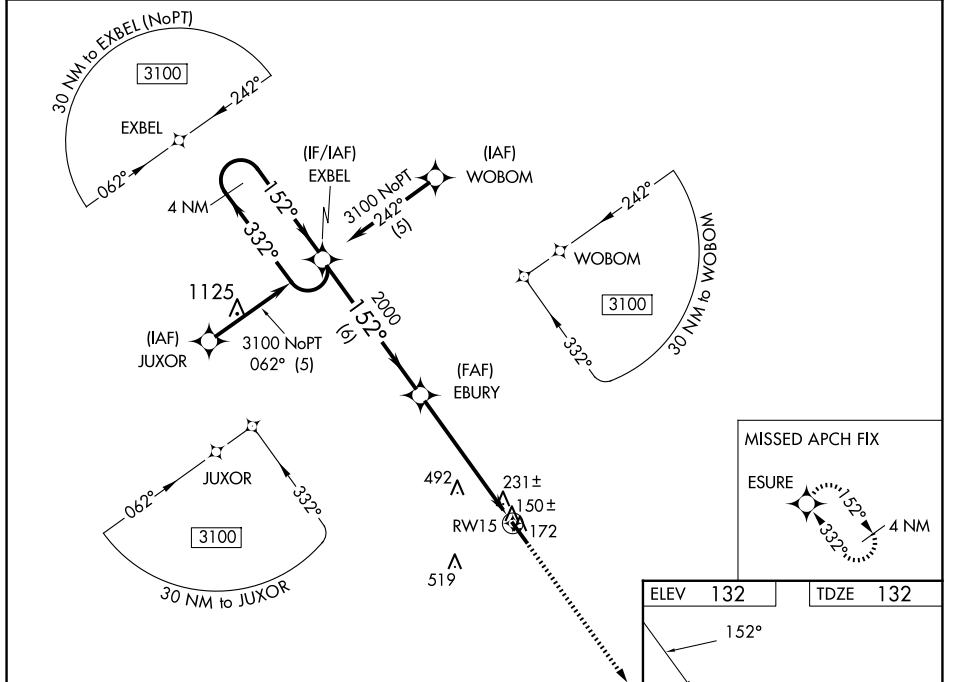 30 NM to EXBEL (NoPT)
3100
242°
EXBEL
062°
(IF/IAF)
EXBEL
(IAF)
WOBOM
4 NM
152°
332°
3100 NoPT
242°
(5)
1125
(IAF)
JUXOR
3100 NoPT
062° (5)
2000
152°
(6)
242°
WOBOM
3100
332°
30 NM to WOBOM
(FAF)
EBURY
JUXOR
062°
332°
3100
30 NM to JUXOR
492
231±
150±
RW15
172
519
MISSED APCH FIX
ESURE
152°
332°
4 NM
ELEV 132
TDZE 132
152°